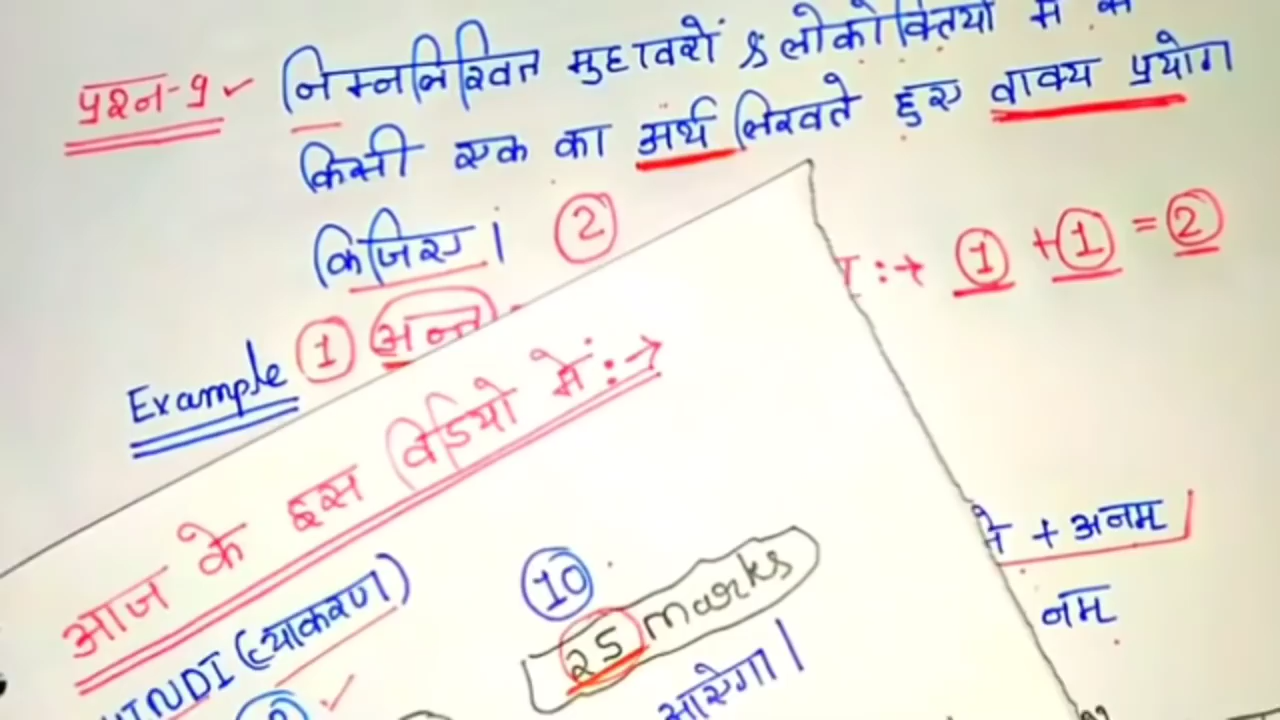 प्रश्न-9 निम्नलिखित मुहावरों & लोकोक्तियों में से
किसी एक का अर्थ लिखते हुए वाक्य प्रयोग
किजिए। 2
:→ 1 + 1 = 2
Example 1 अन्त
आज के इस विडियो में :→
+ अनम
नम
HINDI (व्याकरण)
10
25 marks
आएगा।